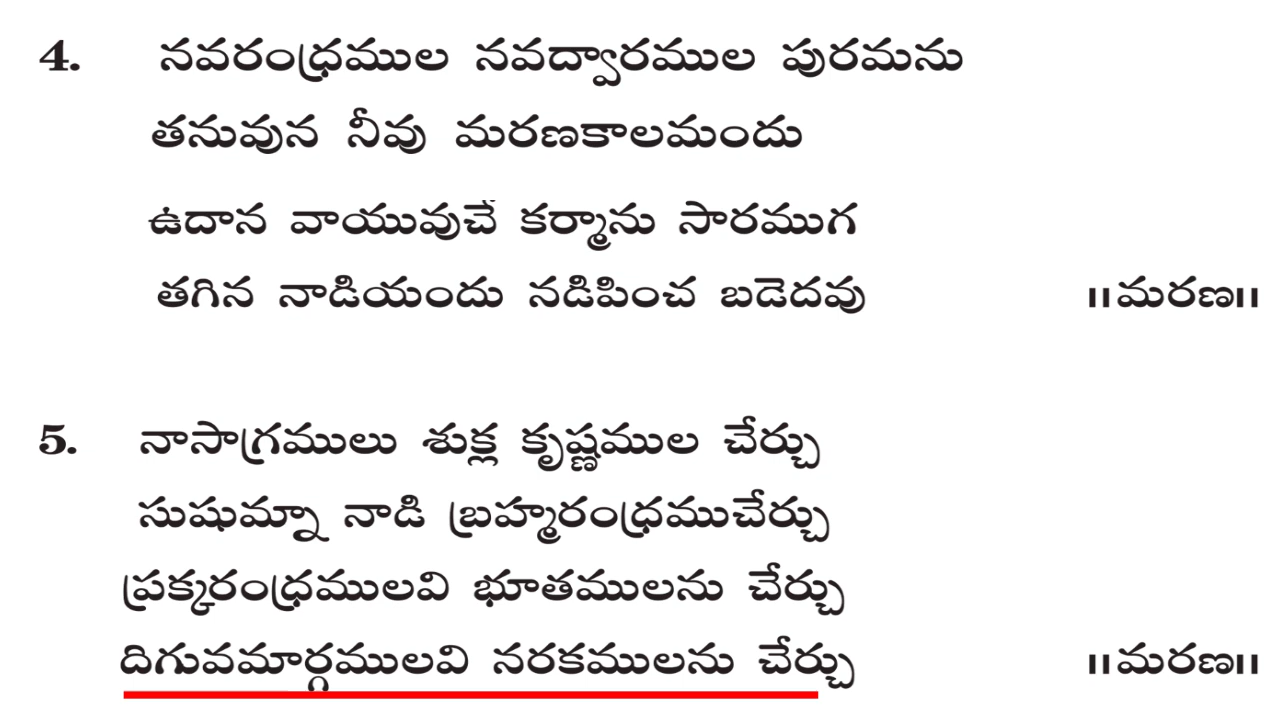 4. నవరంధ్రముల నవద్వారముల పురమను
తనువున నీవు మరణకాలమందు
ఉదాన వాయువుచే కర్మాను సారముగ
తగిన నాడియందు నడిపించ బడెదవు ।।మరణ।।
5. నాసాగ్రములు శుక్ల కృష్ణముల చేర్చు
సుషుమ్నా నాడి బ్రహ్మరంధ్రముచేర్చు
ప్రక్కరంధ్రములవి భూతములను చేర్చు
దిగువమార్గములవి నరకములను చేర్చు ।।మరణ।।